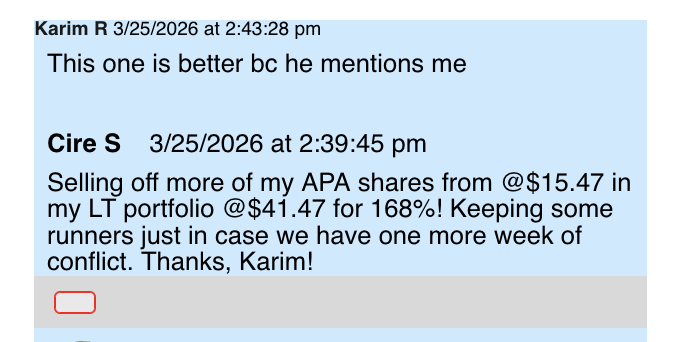 Karim R 3/25/2026 at 2:43:28 pm
This one is better bc he mentions me
Cire S 3/25/2026 at 2:39:45 pm
Selling off more of my APA shares from @$15.47 in
my LT portfolio @$41.47 for 168%! Keeping some
runners just in case we have one more week of
conflict. Thanks, Karim!